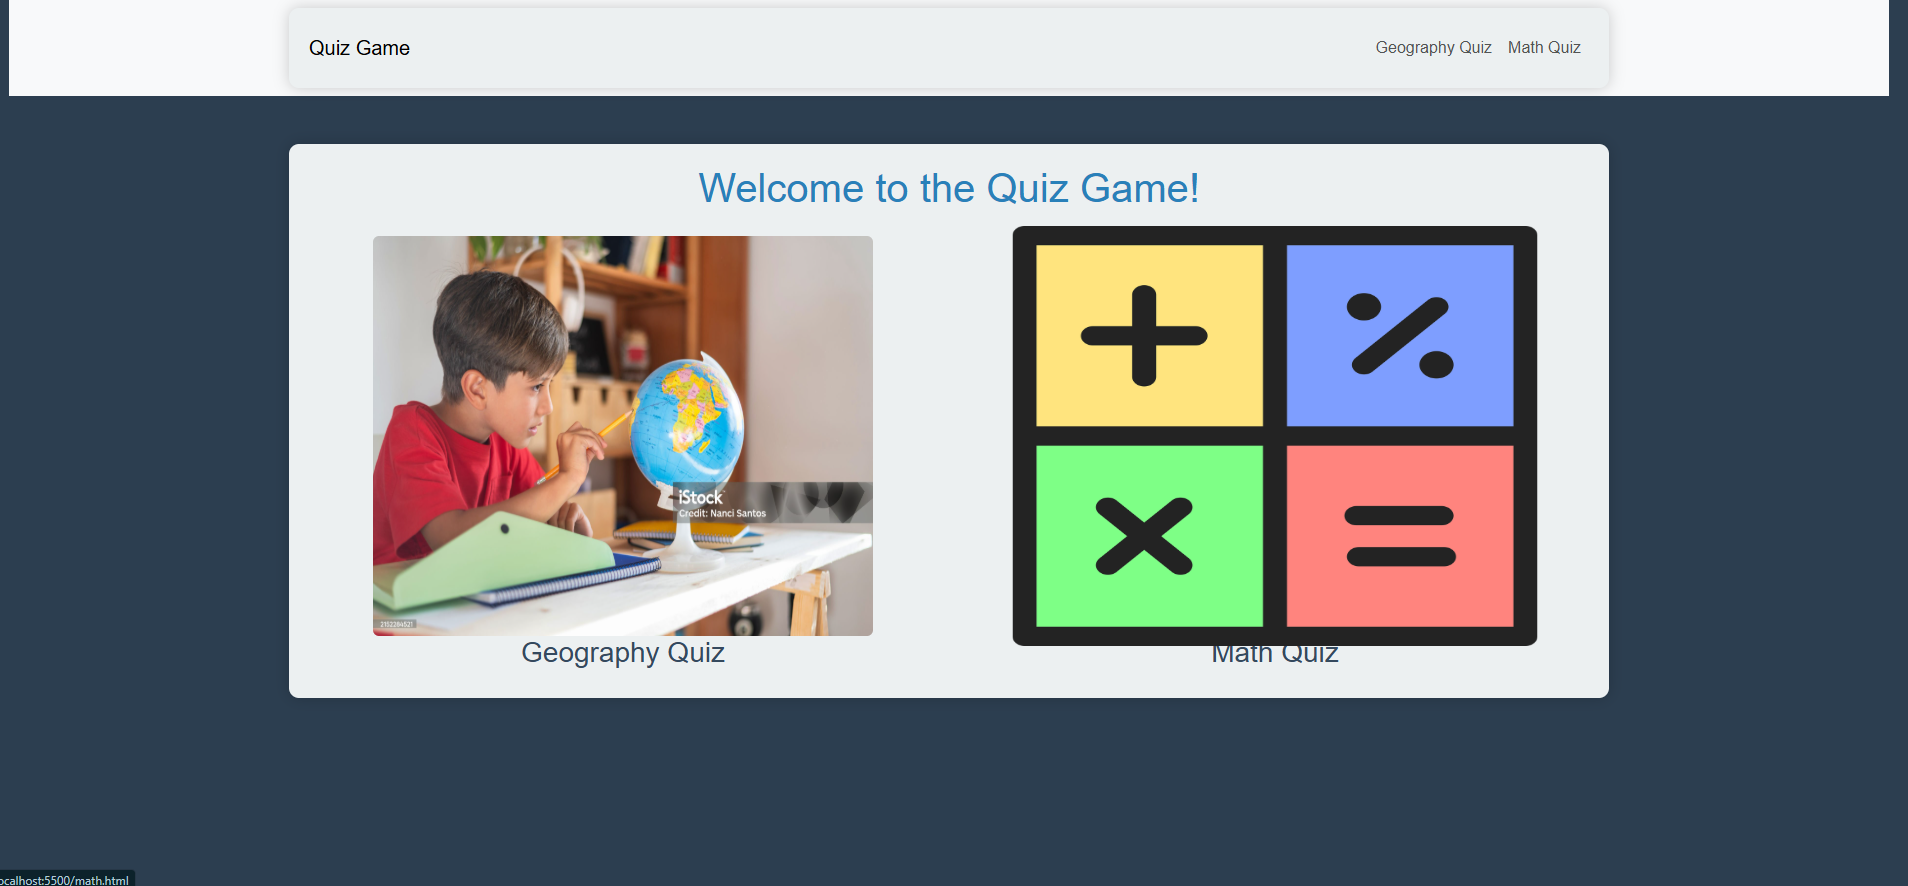 Quiz Game
Geography Quiz Math Quiz
Welcome to the Quiz Game!
iStock
Credit: Nanci Santos
2152284521
Geography Quiz
Math Quiz
ocalhost:5500/math.html